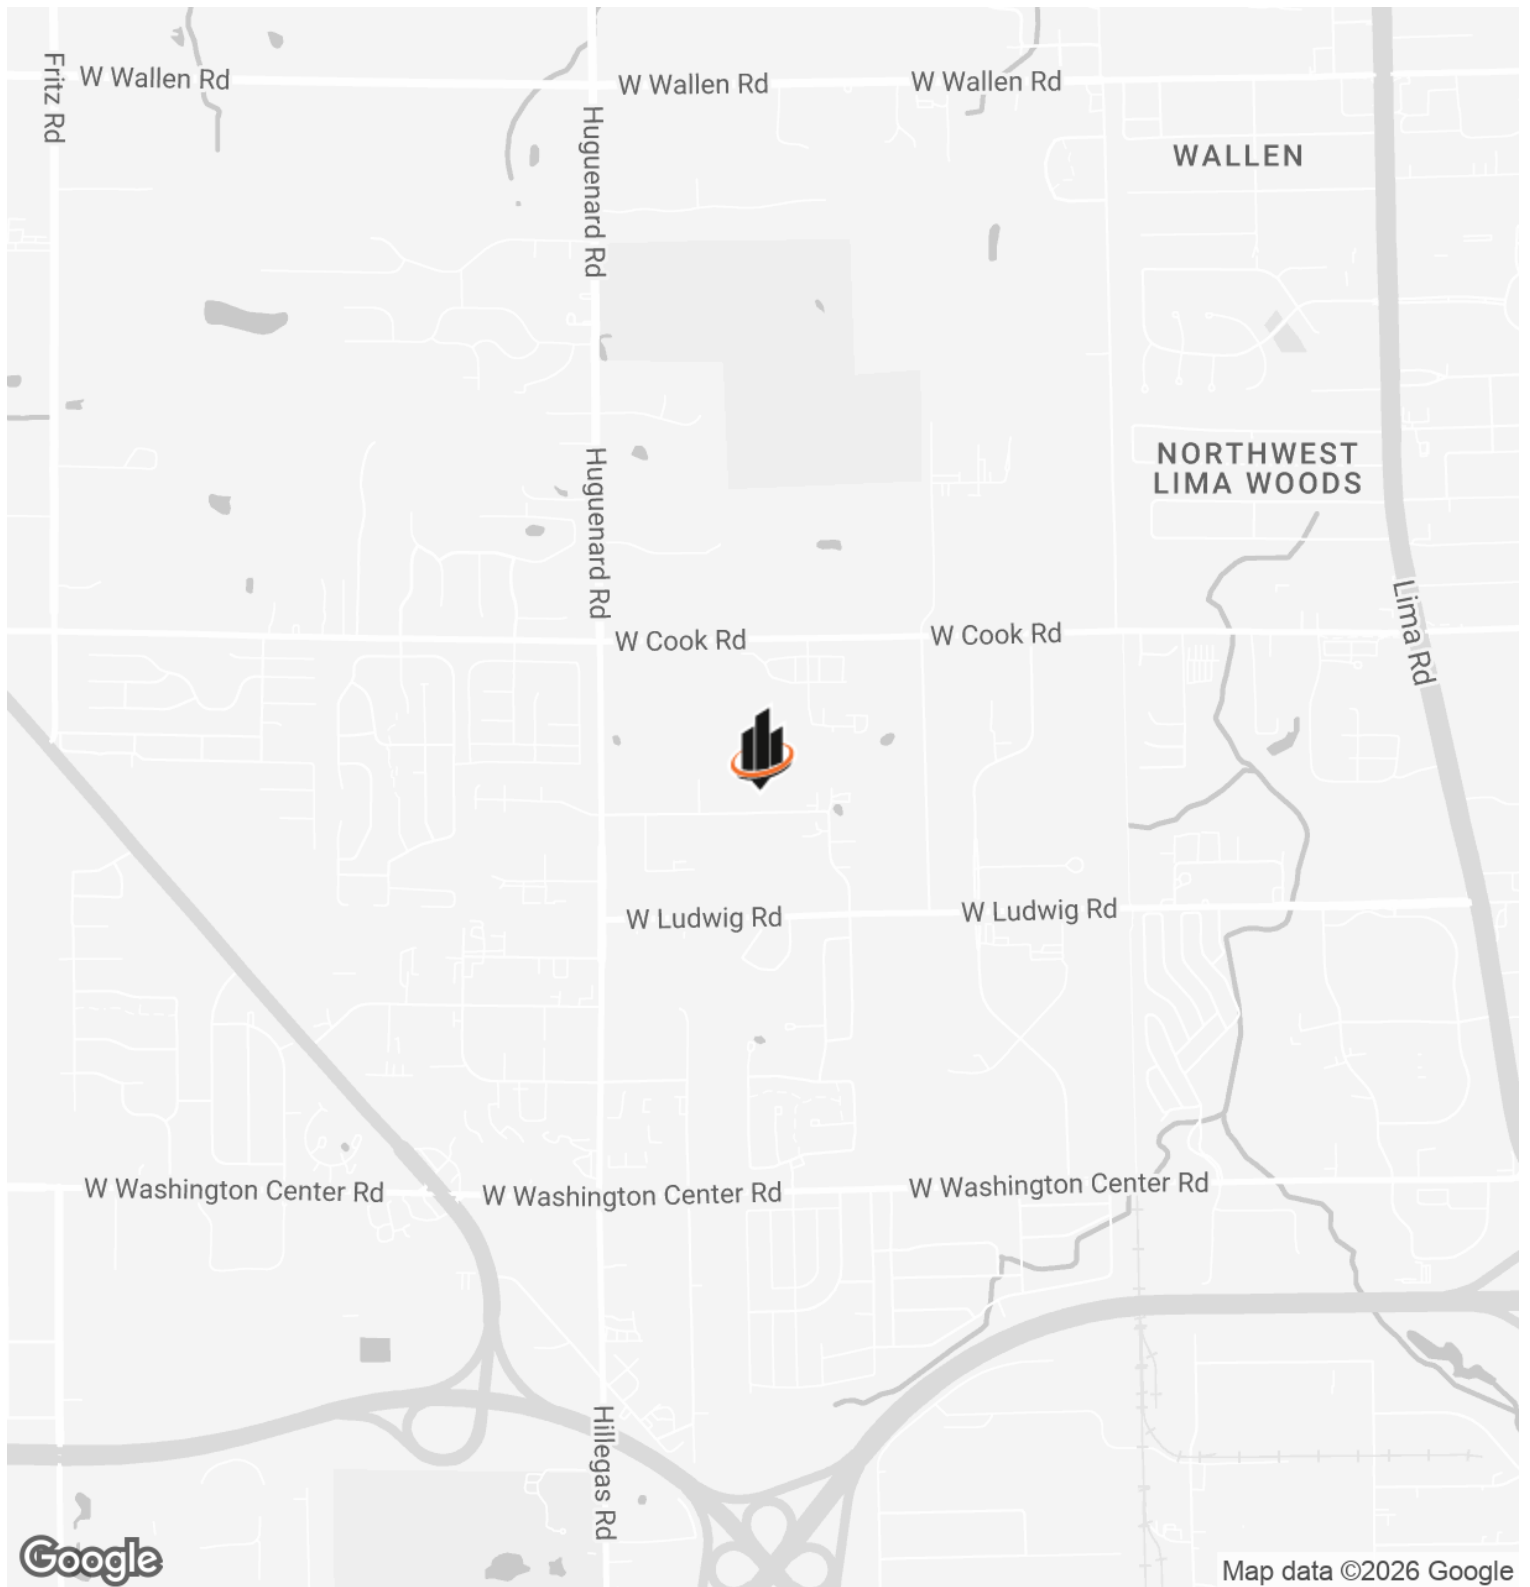 Fritz Rd
W Wallen Rd
W Wallen Rd
W Wallen Rd
Huguenard Rd
WALLEN
Huguenard Rd
NORTHWEST
LIMA WOODS
Lima Rd
W Cook Rd
W Cook Rd
W Ludwig Rd
W Ludwig Rd
W Washington Center Rd
W Washington Center Rd
W Washington Center Rd
Hillegas Rd
Google
Map data ©2026 Google